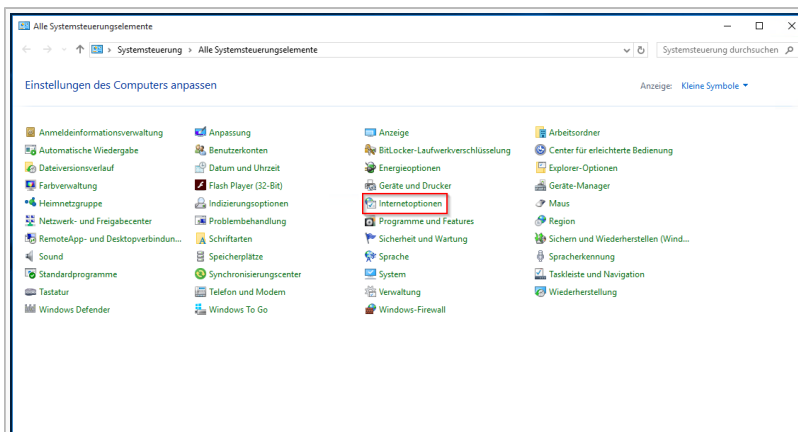 Alle Systemsteuerungselemente
Systemsteuerung > Alle Systemsteuerungselemente
Systemsteuerung durchsuchen
Einstellungen des Computers anpassen
Anzeige: Kleine Symbole
Anmeldeinformationsverwaltung
Anpassung
Anzeige
Arbeitsordner
Automatische Wiedergabe
Benutzerkonten
BitLocker-Laufwerkverschlüsselung
Center für erleichterte Bedienung
Dateiversionsverlauf
Datum und Uhrzeit
Energieoptionen
Explorer-Optionen
Farbverwaltung
Flash Player (32-Bit)
Geräte und Drucker
Geräte-Manager
Heimnetzgruppe
Indizierungsoptionen
Internetoptionen
Maus
Netzwerk- und Freigabecenter
Problembehandlung
Programme und Features
Region
RemoteApp- und Desktopverbindun...
Schriftarten
Sicherheit und Wartung
Sichern und Wiederherstellen (Wind...
Sound
Speicherplätze
Sprache
Spracherkennung
Standardprogramme
Synchronisierungscenter
System
Taskleiste und Navigation
Tastatur
Telefon und Modem
Verwaltung
Wiederherstellung
Windows Defender
Windows To Go
Windows-Firewall